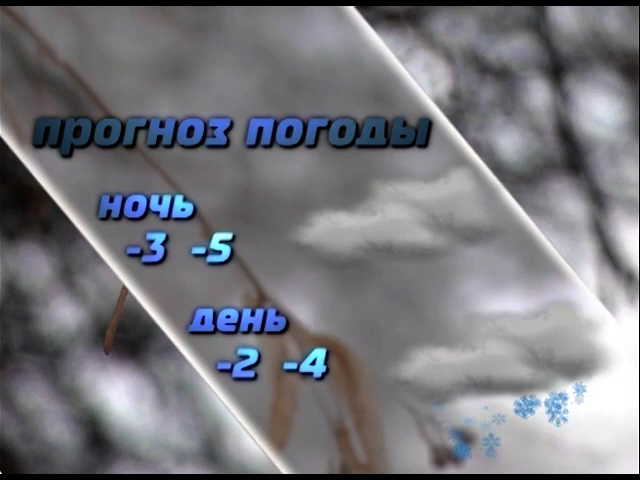 прогноз погоды
ночь
-3 -5
день
-2 -4